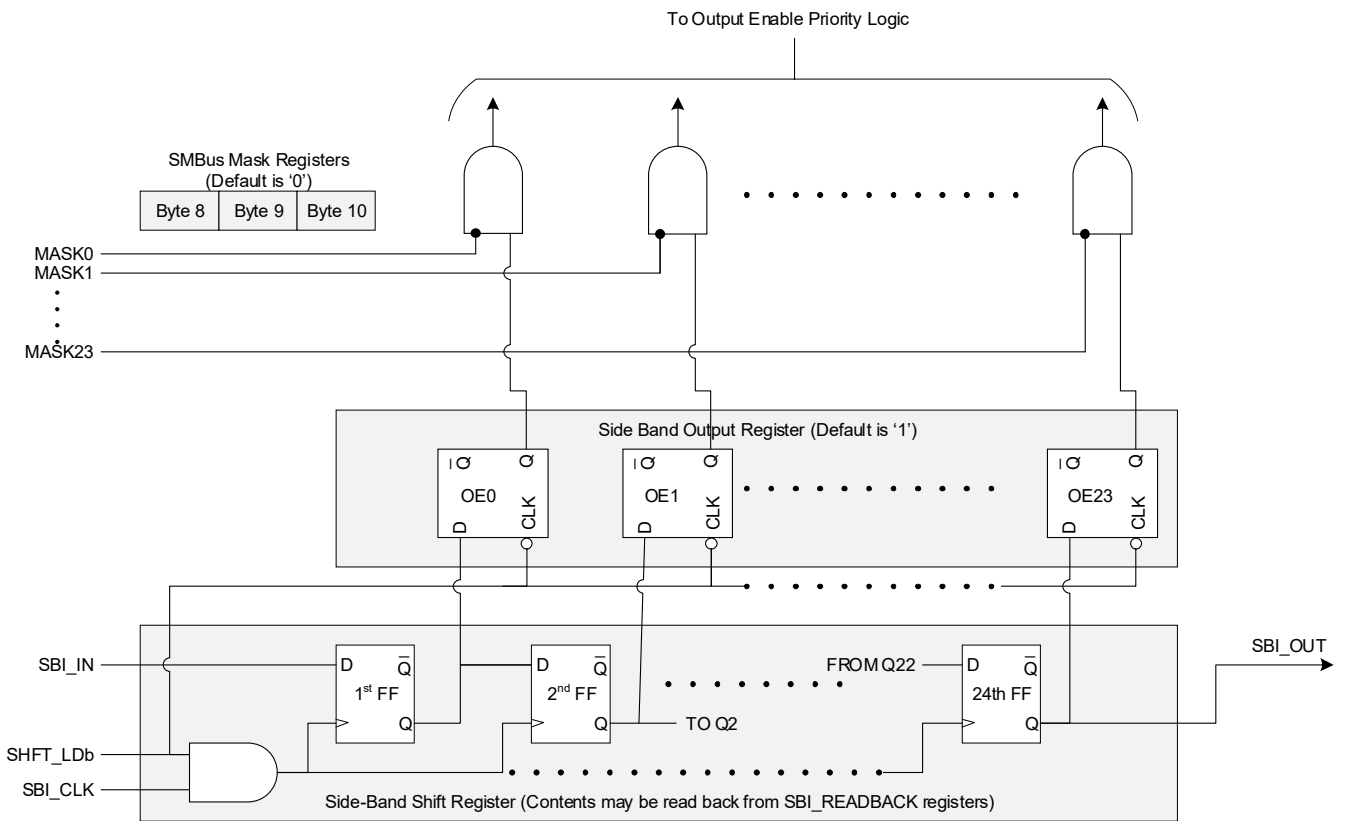 To Output Enable Priority Logic
SMBus Mask Registers
(Default is ‘0’)
Byte 8 Byte 9 Byte 10
MASK0
MASK1
MASK23
Side Band Output Register (Default is ‘1’)
Q Q Q Q Q Q
OE0 OE1 OE23
D CLK D CLK D CLK
SBI_IN D Q D Q FROM Q22 D Q SBI_OUT
1st FF 2nd FF 24th FF
Q Q TO Q2 Q
SHFT_LDb
SBI_CLK
Side-Band Shift Register (Contents may be read back from SBI_READBACK registers)